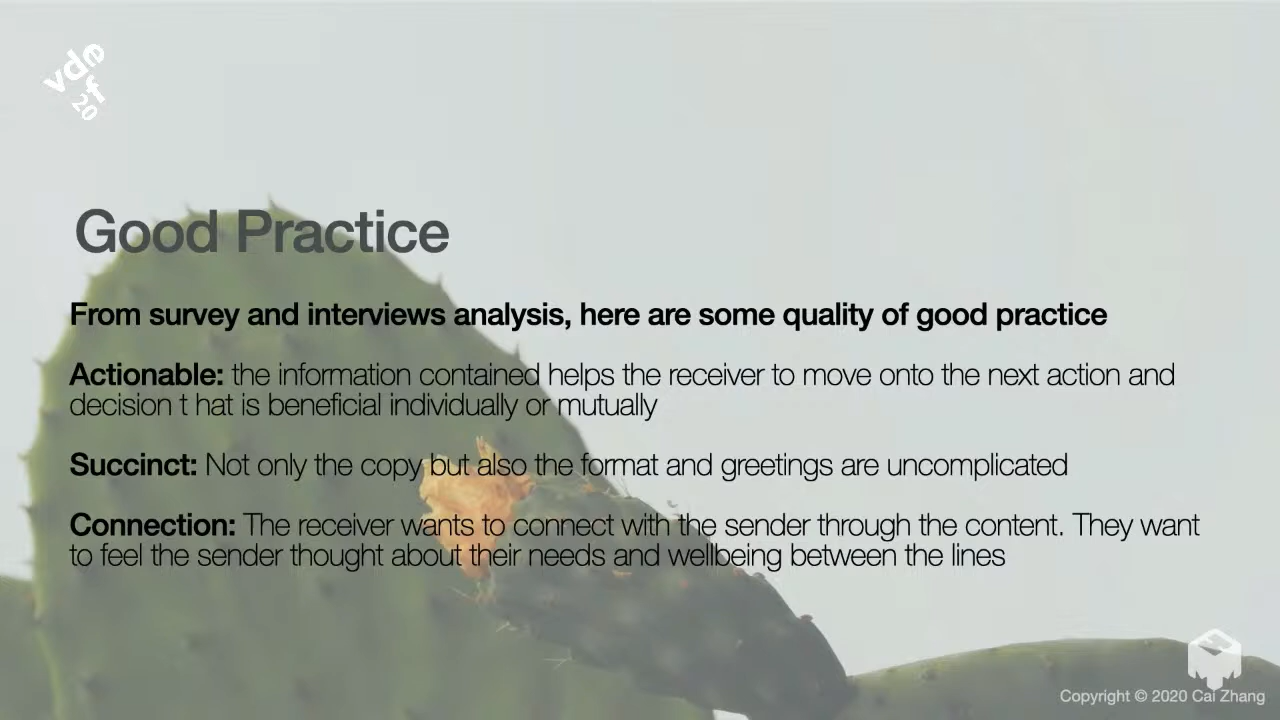 vdef
20
Good Practice
From survey and interviews analysis, here are some quality of good practice
Actionable: the information contained helps the receiver to move onto the next action and
decision t hat is beneficial individually or mutually
Succinct: Not only the copy but also the format and greetings are uncomplicated
Connection: The receiver wants to connect with the sender through the content. They want
to feel the sender thought about their needs and wellbeing between the lines
Copyright © 2020 Cai Zhang